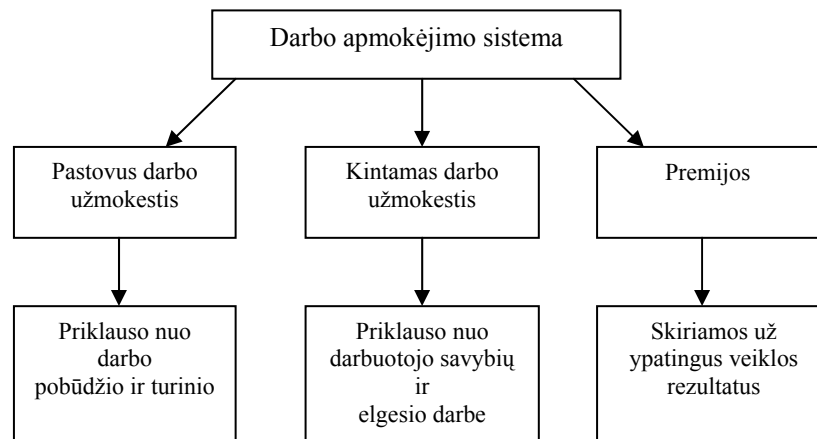 Darbo apmokėjimo sistema
Pastovus darbo
užmokestis
Kintamas darbo
užmokestis
Premijos
Priklauso nuo
darbo
pobūdžio ir turinio
Priklauso nuo
darbuotojo savybių
ir
elgesio darbe
Skiriamos už
ypatingus veiklos
rezultatus